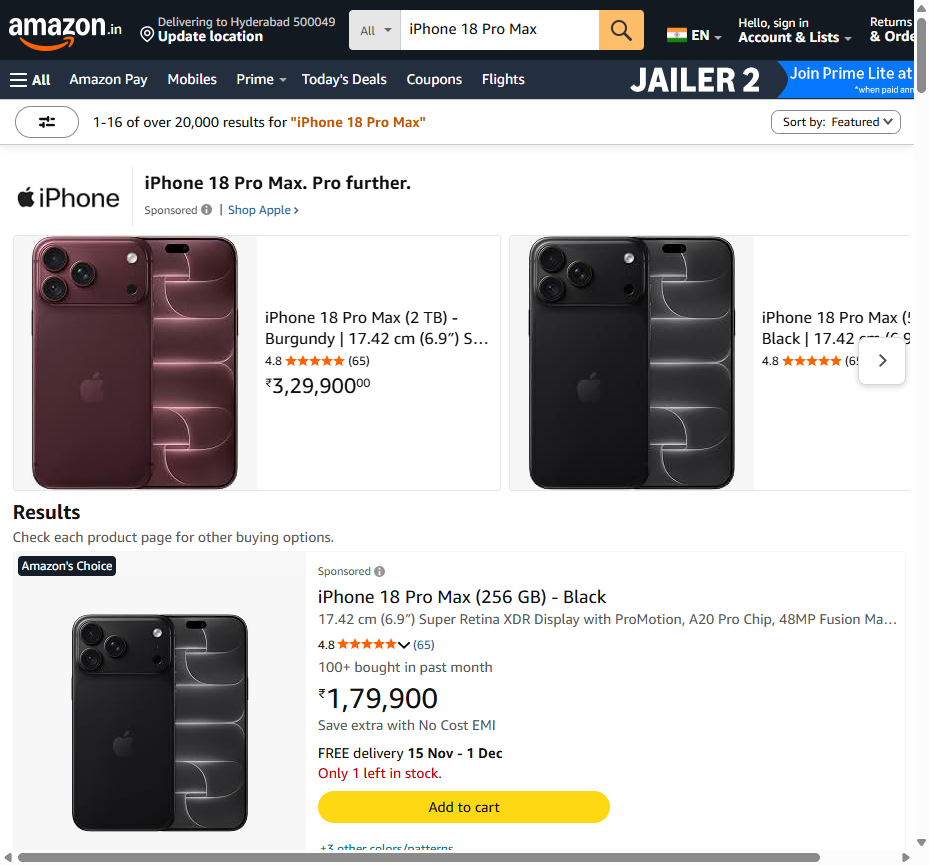 amazon.in
Delivering to Hyderabad 500049
Update location
All
iPhone 18 Pro Max
EN
Hello, sign in
Account & Lists
Returns
All
Amazon Pay
Mobiles
Prime
Today's Deals
Coupons
Flights
JAILER 2
Join Prime Lite at
*when paid
1-16 of over 20,000 results for "iPhone 18 Pro Max"
Sort by: Featured
iPhone
iPhone 18 Pro Max. Pro further.
Sponsored | Shop Apple ›
iPhone 18 Pro Max (2 TB) -
Burgundy | 17.42 cm (6.9”) S…
4.8 (65)
₹3,29,90000
iPhone 18 Pro Max
Black | 17.42
4.8
Results
Check each product page for other buying options.
Amazon's Choice
Sponsored
iPhone 18 Pro Max (256 GB) - Black
17.42 cm (6.9”) Super Retina XDR Display with ProMotion, A20 Pro Chip, 48MP Fusion Ma…
4.8 (65)
100+ bought in past month
₹1,79,900
Save extra with No Cost EMI
FREE delivery 15 Nov - 1 Dec
Only 1 left in stock.
Add to cart
+3 other colors/patterns